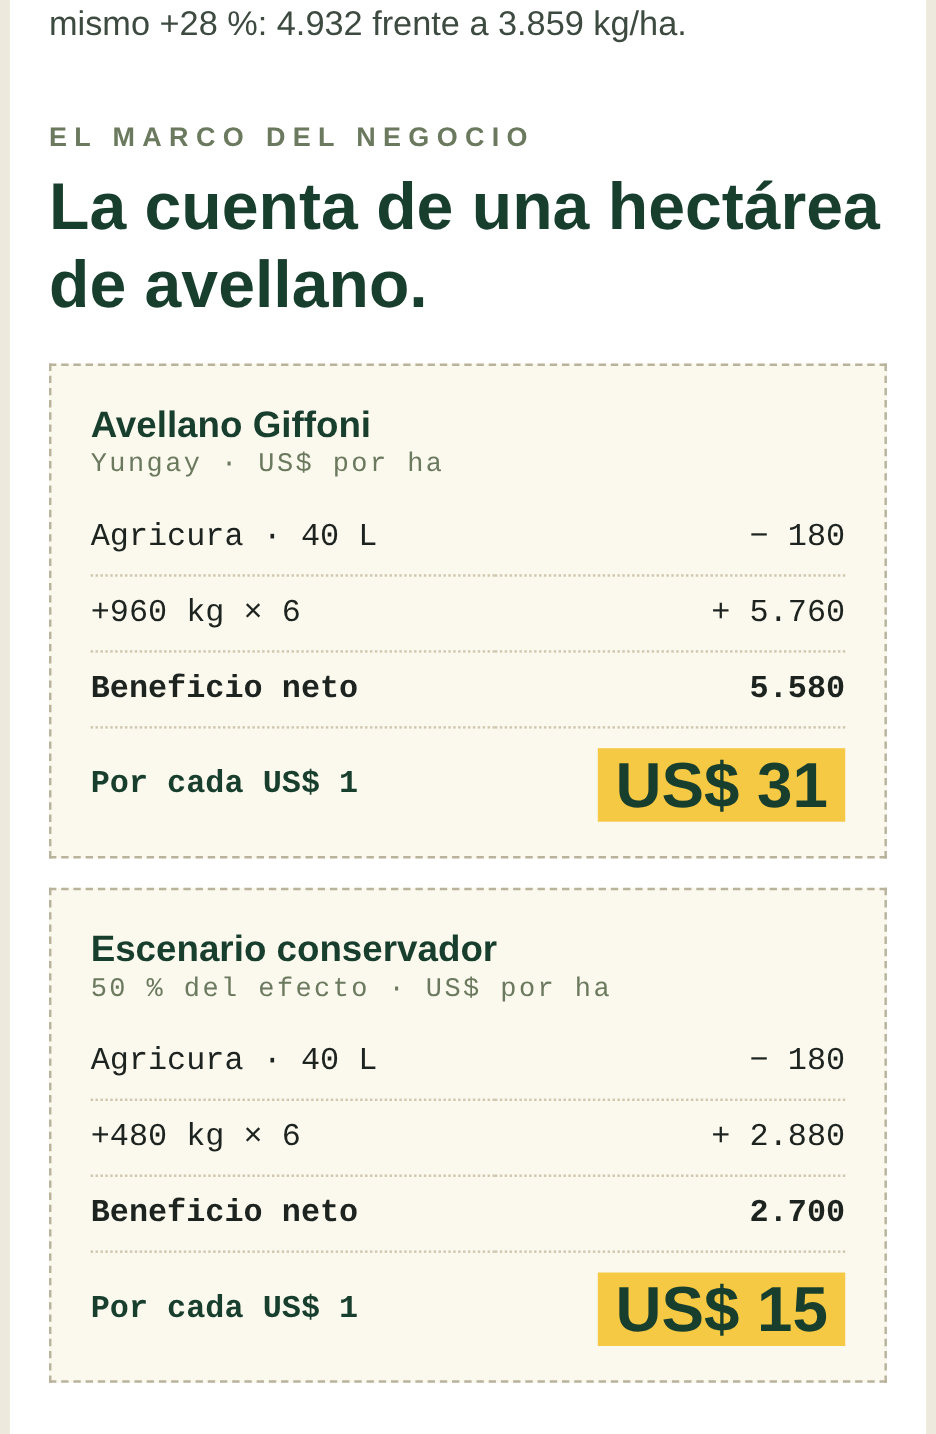 mismo +28 %: 4.932 frente a 3.859 kg/ha.
EL MARCO DEL NEGOCIO
La cuenta de una hectárea
de avellano.
Avellano Giffoni
Yungay · US$ por ha
Agricura · 40 L − 180
+960 kg × 6 + 5.760
Beneficio neto 5.580
Por cada US$ 1 US$ 31
Escenario conservador
50 % del efecto · US$ por ha
Agricura · 40 L − 180
+480 kg × 6 + 2.880
Beneficio neto 2.700
Por cada US$ 1 US$ 15